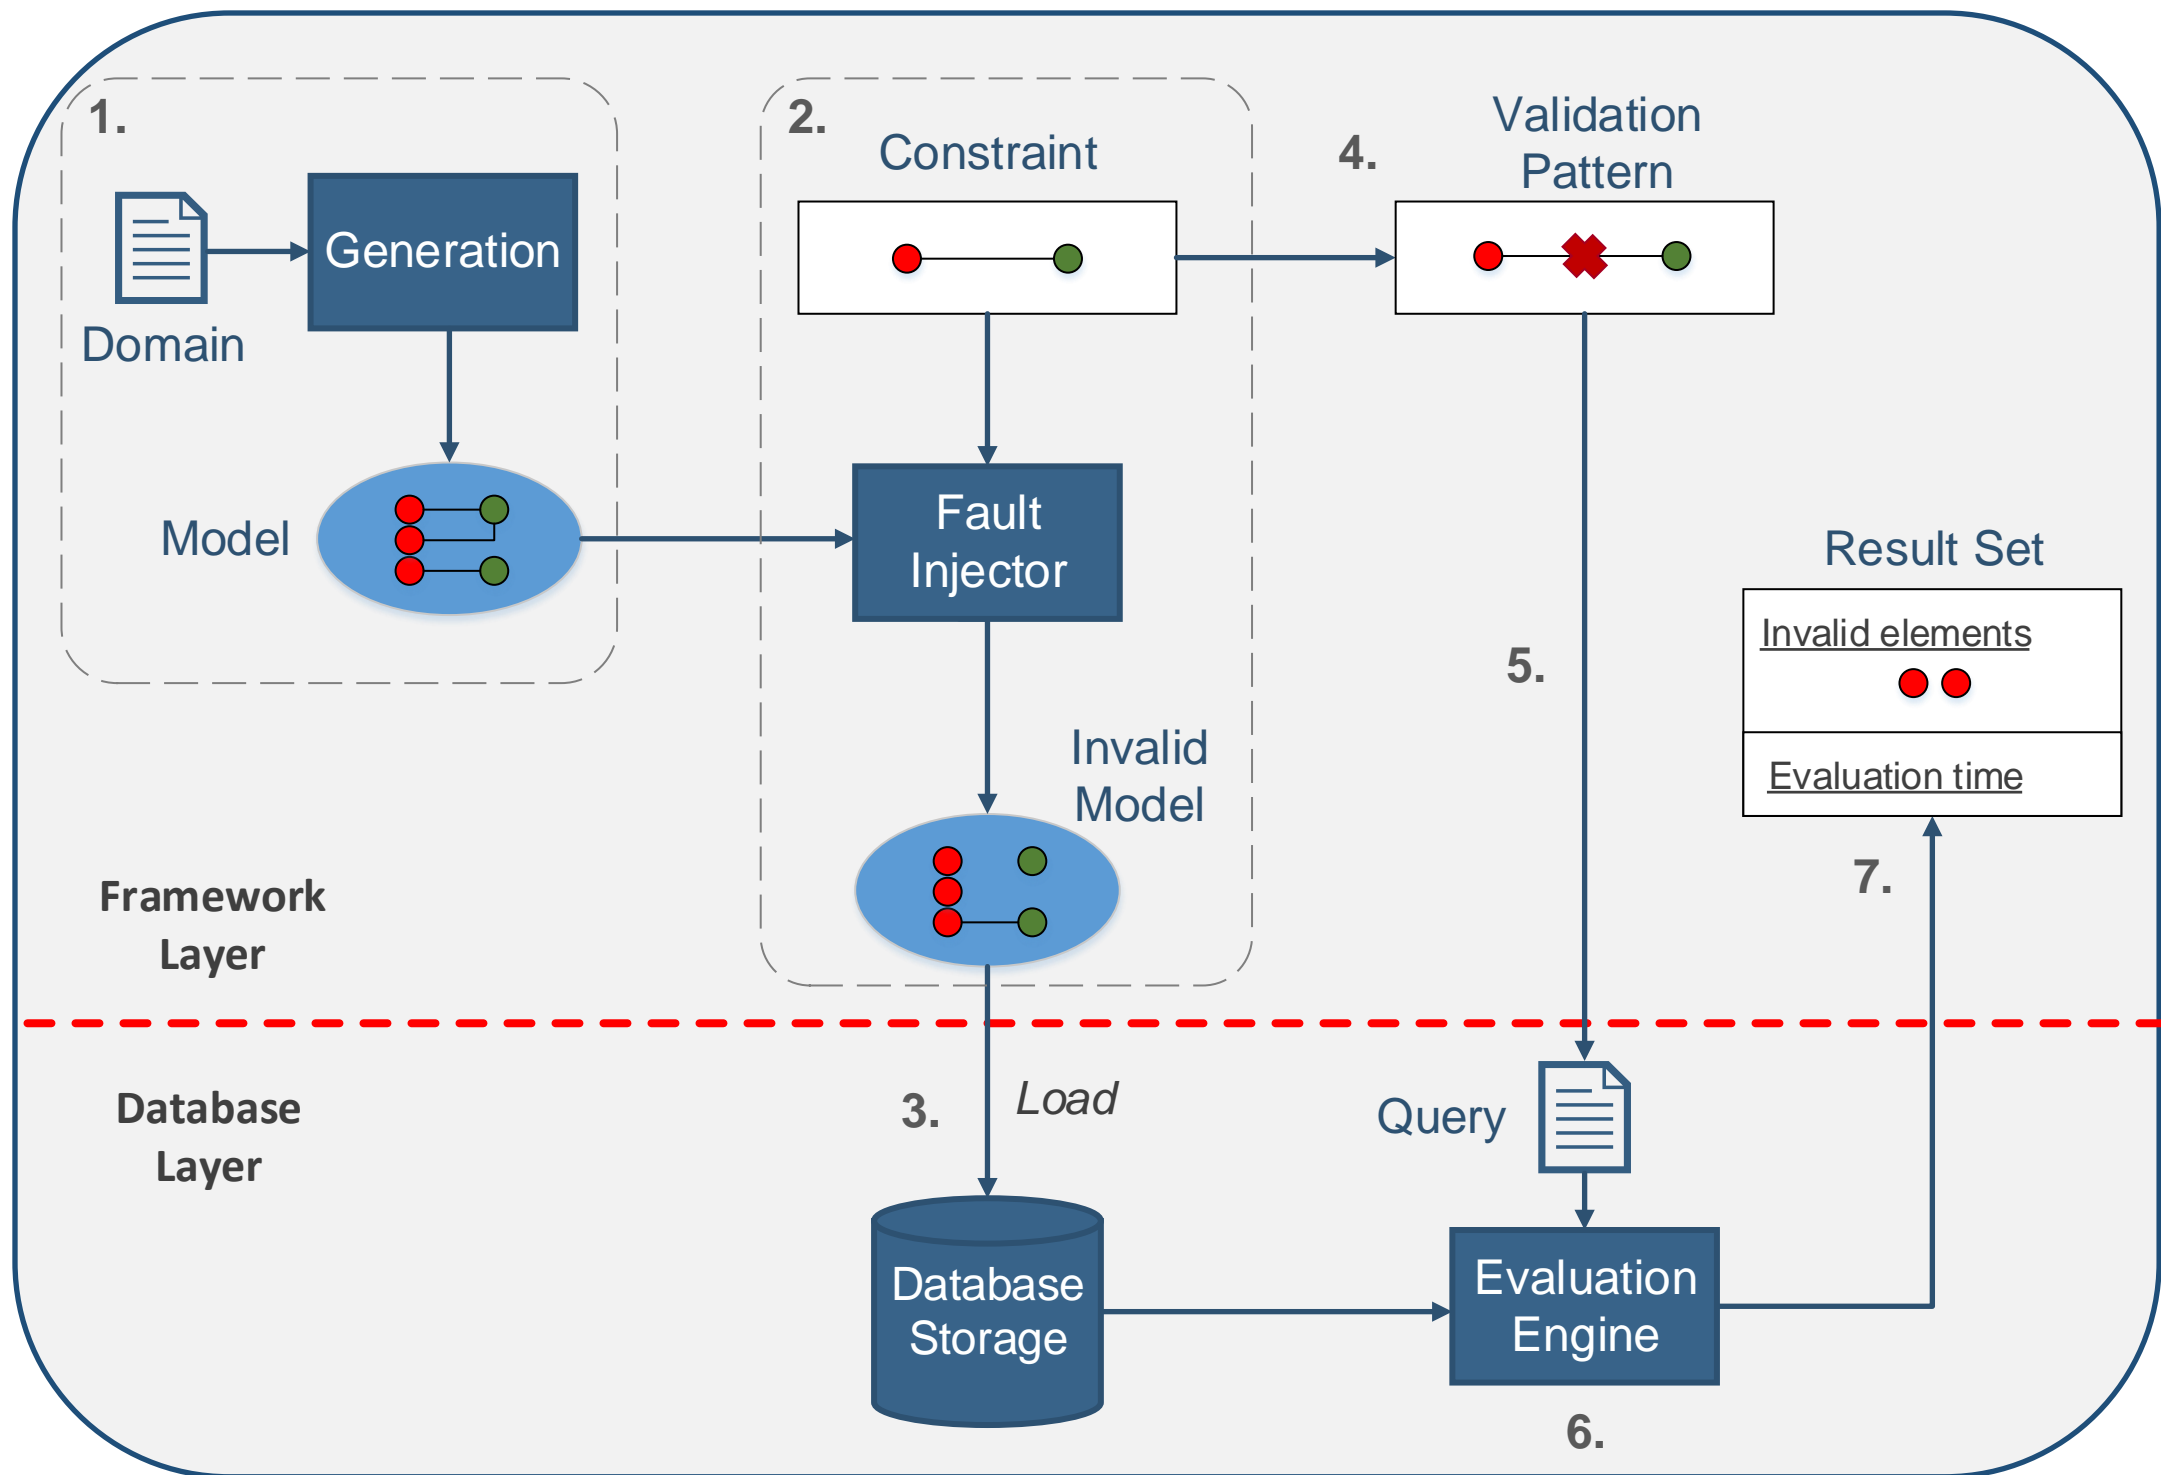 1.
Generation
Domain
Model
2.
Constraint
Fault
Injector
Invalid
Model
4.
Validation
Pattern
5.
Result Set
Invalid elements
Evaluation time
7.
Framework
Layer
Database
Layer
3.
Load
Database
Storage
Query
Evaluation
Engine
6.